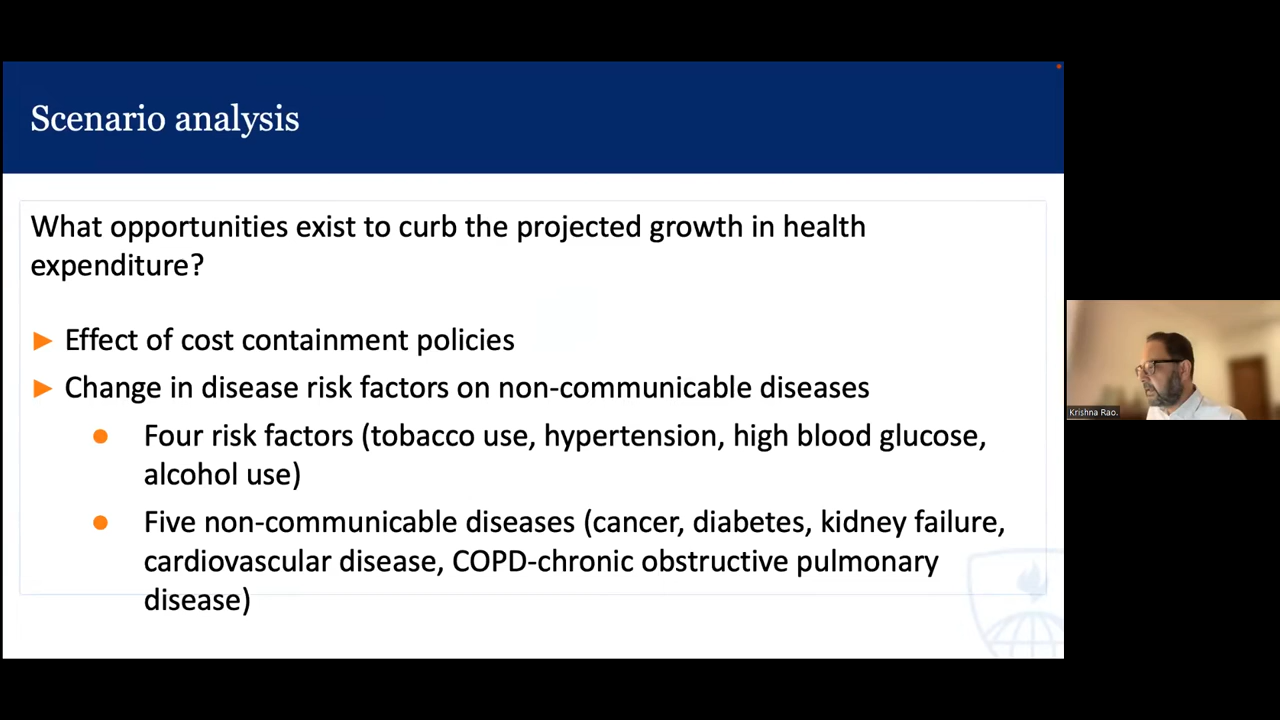 Scenario analysis
What opportunities exist to curb the projected growth in health
expenditure?
► Effect of cost containment policies
► Change in disease risk factors on non-communicable diseases
● Four risk factors (tobacco use, hypertension, high blood glucose,
alcohol use)
● Five non-communicable diseases (cancer, diabetes, kidney failure,
cardiovascular disease, COPD-chronic obstructive pulmonary
disease)
Krishna Rao.